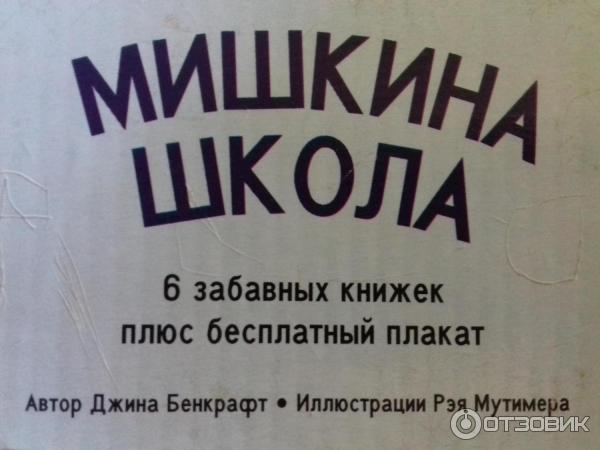 МИШКИНА
ШКОЛА
6 забавных книжек
плюс бесплатный плакат
Автор Джина Бенкрафт • Иллюстрации Рэя Мутимера
ОТЗОВИК